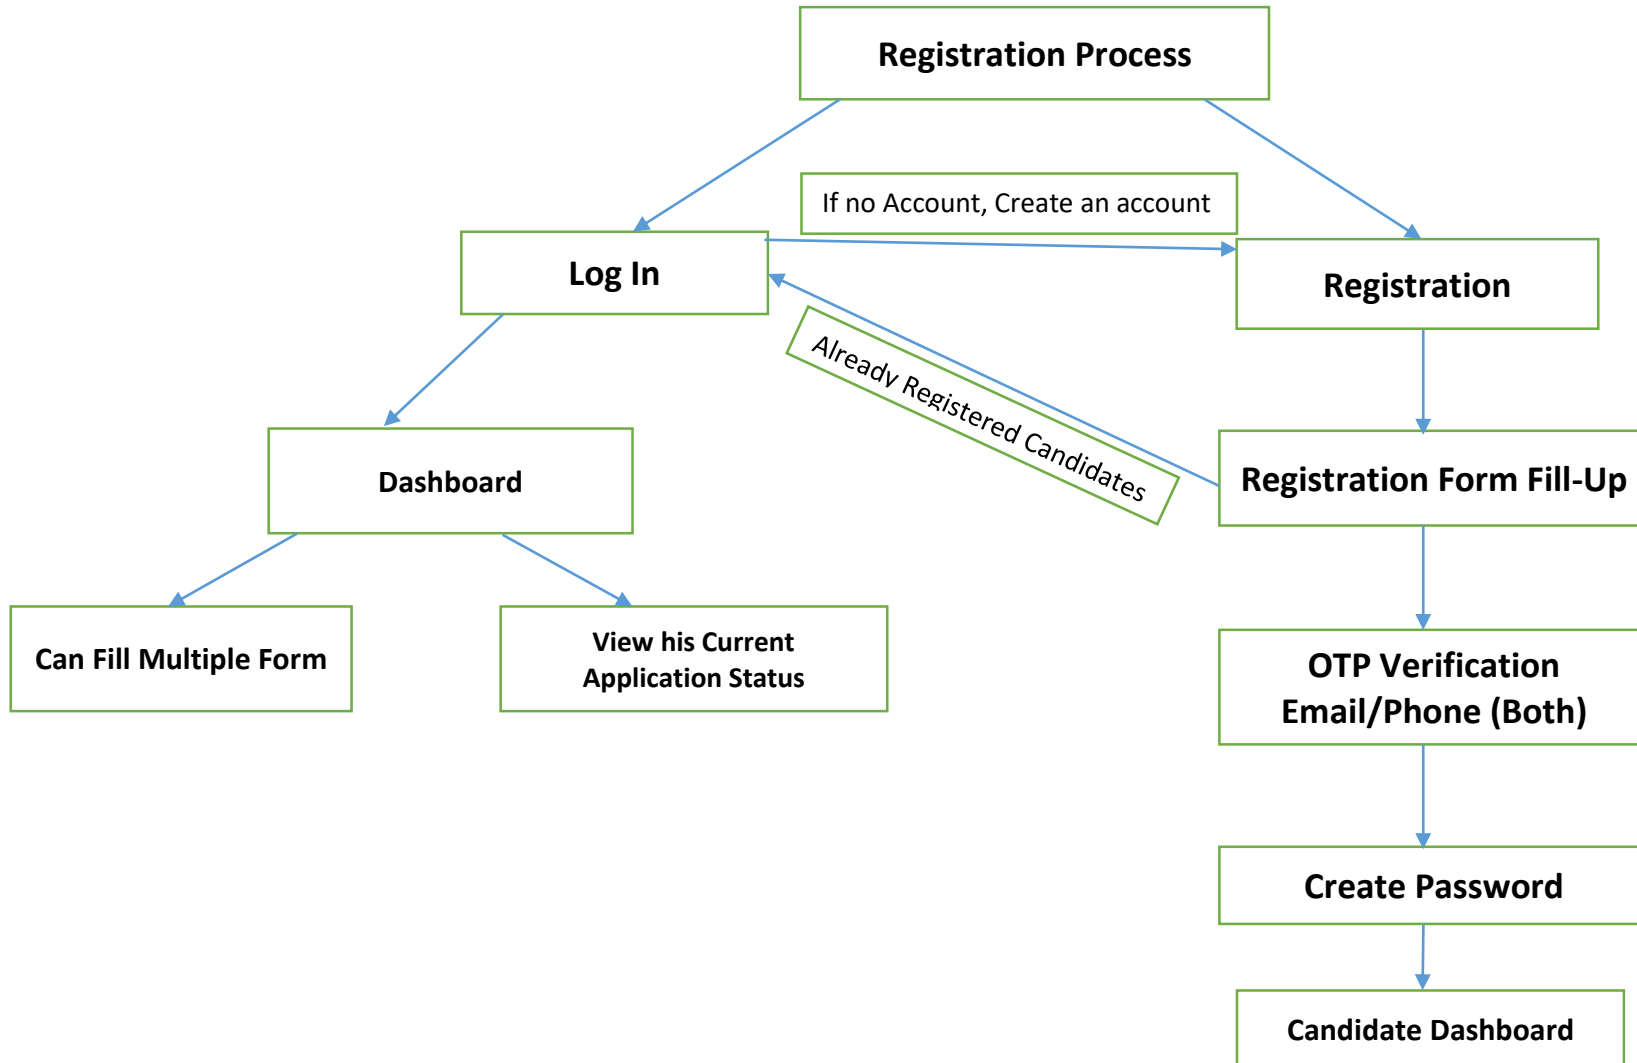 Registration Process
If no Account, Create an account
Log In
Registration
Already Registered Candidates
Dashboard
Registration Form Fill-Up
Can Fill Multiple Form
View his Current
Application Status
OTP Verification
Email/Phone (Both)
Create Password
Candidate Dashboard